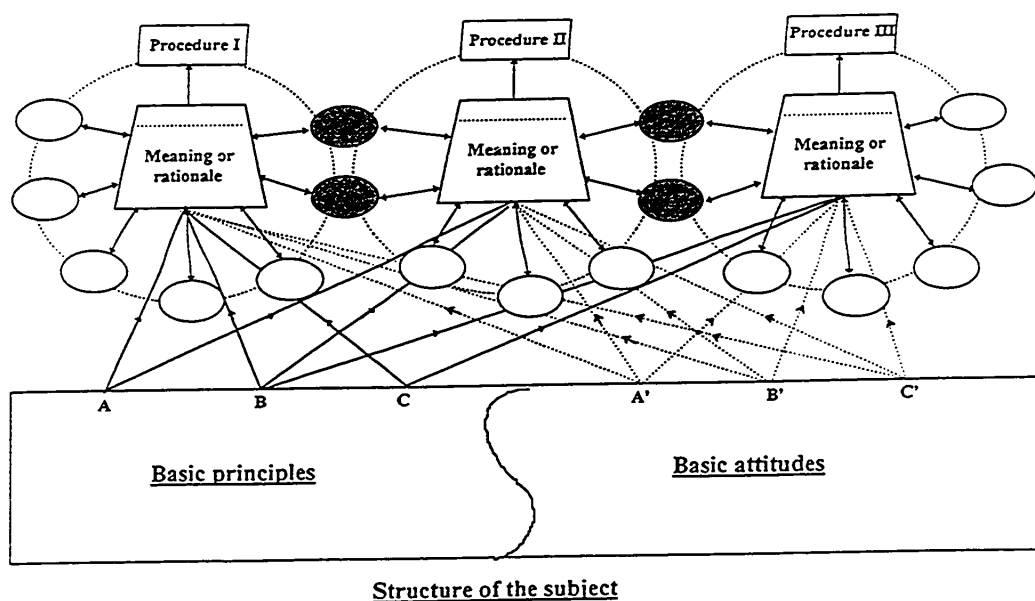 Procedure I
Procedure II
Procedure III
Meaning or
rationale
Meaning or
rationale
Meaning or
rationale
A
B
C
A'
B'
C'
Basic principles
Basic attitudes
Structure of the subject